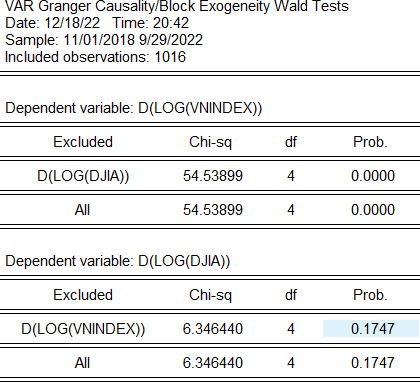 VAR Granger Causality/Block Exogeneity Wald Tests
Date: 12/18/22 Time: 20:42
Sample: 11/01/2018 9/29/2022
Included observations: 1016
Dependent variable: D(LOG(VNINDEX))
Excluded Chi-sq df Prob.
D(LOG(DJIA)) 54.53899 4 0.0000
All 54.53899 4 0.0000
Dependent variable: D(LOG(DJIA))
Excluded Chi-sq df Prob.
D(LOG(VNINDEX)) 6.346440 4 0.1747
All 6.346440 4 0.1747